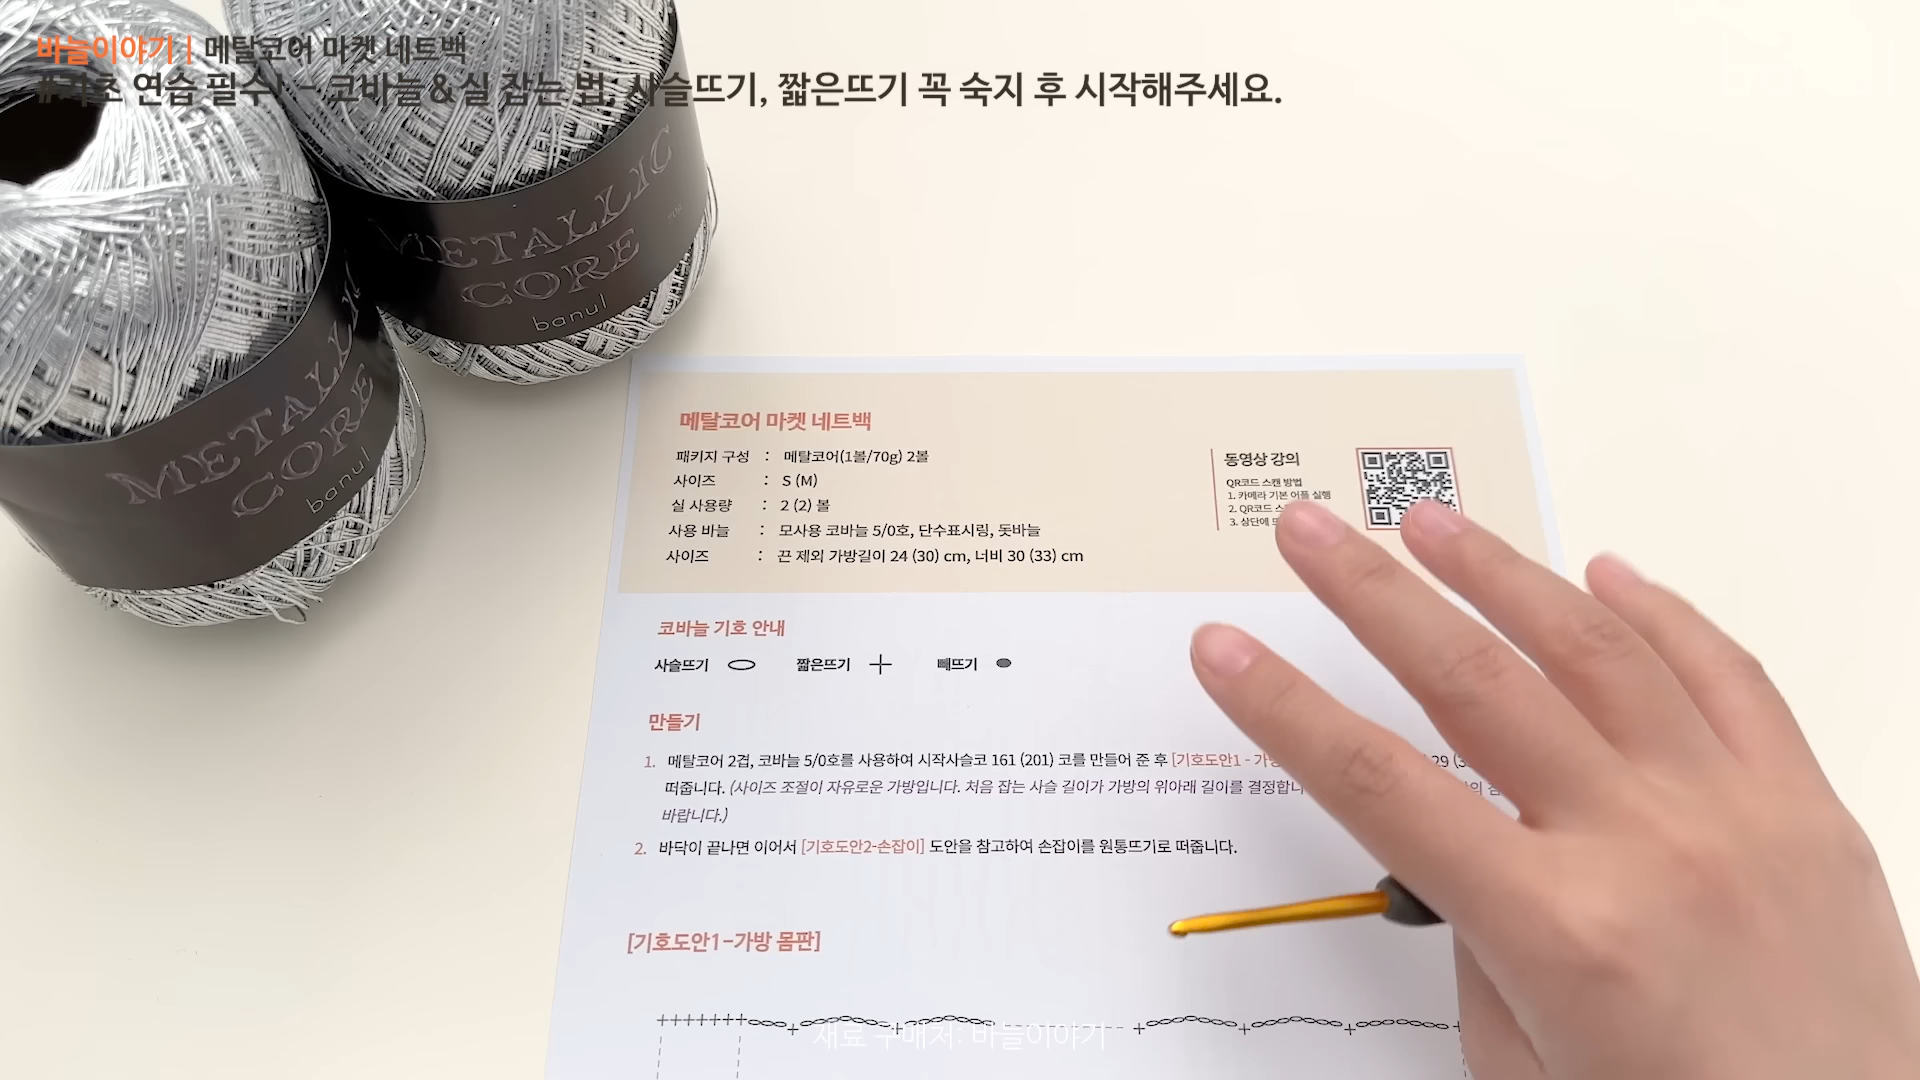 바늘이야기 | 메탈코어 마켓 네트백
#기초 연습 필수! - 코바늘&실 잡는 법, 사슬뜨기, 짧은뜨기 꼭 숙지 후 시작해주세요.
METALLIC
CORE
banul
METALLIC
CORE
banul
메탈코어 마켓 네트백
패키지 구성 : 메탈코어(1볼/70g) 2볼
사이즈 : S (M)
실 사용량 : 2 (2) 볼
사용 바늘 : 모사용 코바늘 5/0호, 단수표시링, 돗바늘
사이즈 : 끈 제외 가방길이 24 (30) cm, 너비 30 (33) cm
동영상 강의
QR코드 스캔 방법
1. 카메라 기본 어플 실행
2. QR코드
3. 상단에
코바늘 기호 안내
사슬뜨기 짧은뜨기 빼뜨기
만들기
1. 메탈코어 2겹, 코바늘 5/0호를 사용하여 시작사슬코 161 (201) 코를 만들어 준 후 [기호도안1 - 29
떠줍니다. (사이즈 조절이 자유로운 가방입니다. 처음 잡는 사슬 길이가 가방의 위아래 길이를
바랍니다.)
2. 바닥이 끝나면 이어서 [기호도안2-손잡이] 도안을 참고하여 손잡이를 원통뜨기로 떠줍니다.
[기호도안1-가방 몸판]
재료 구매처: 바늘이야기